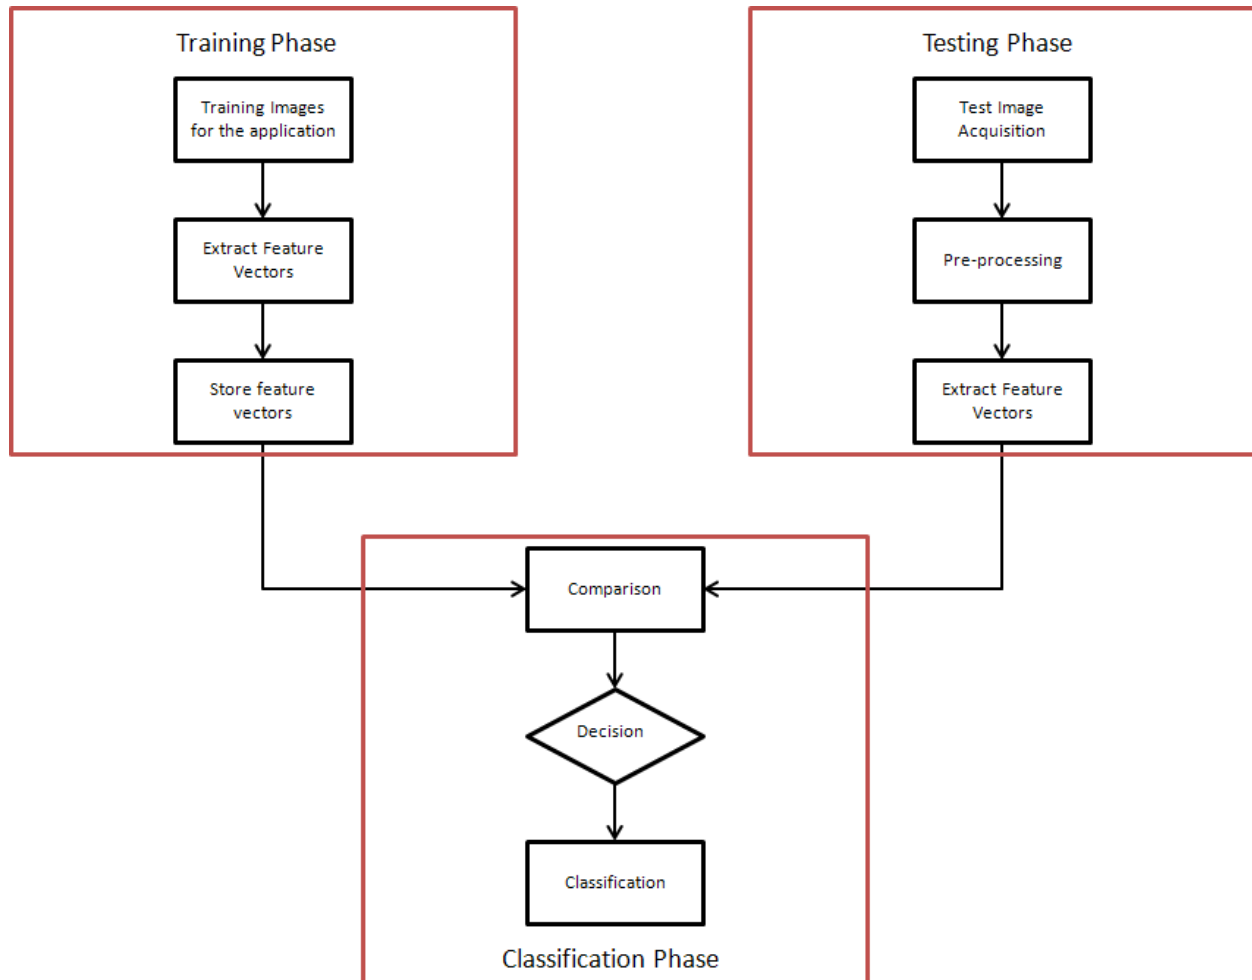 Training Phase
Training Images
for the application
Extract Feature
Vectors
Store feature
vectors
Testing Phase
Test Image
Acquisition
Pre-processing
Extract Feature
Vectors
Comparison
Decision
Classification
Classification Phase